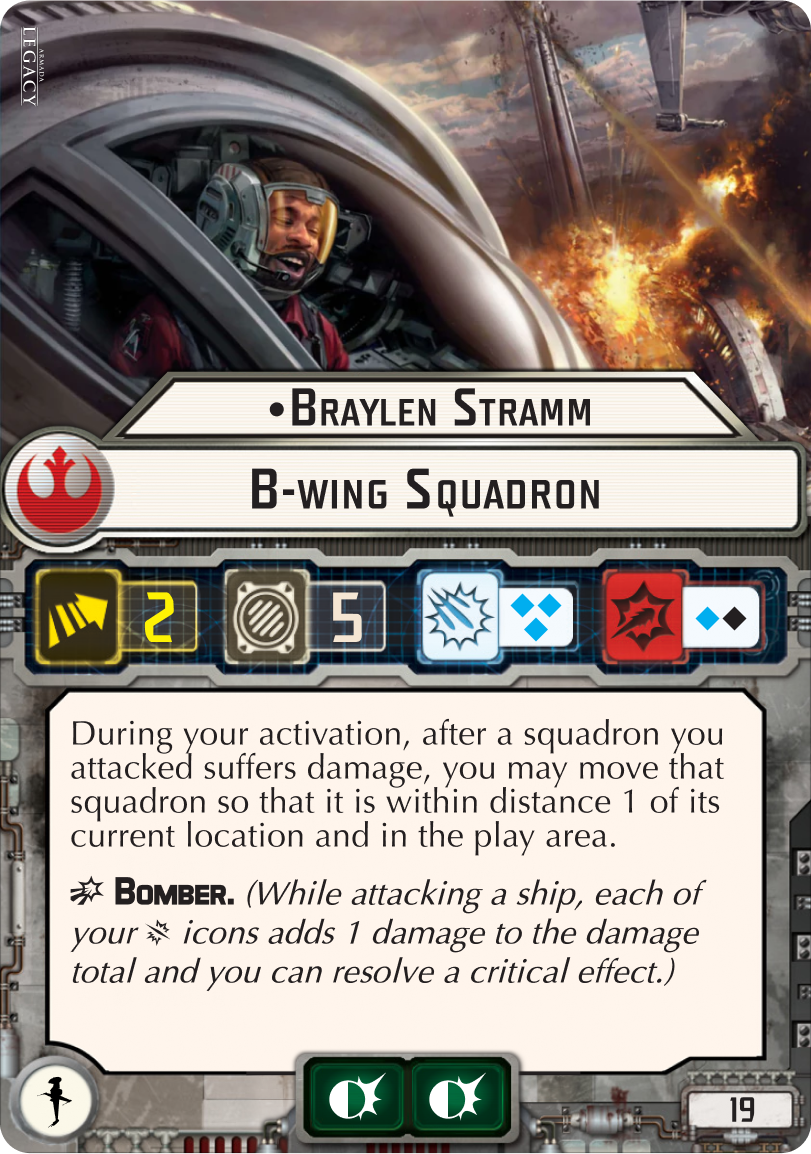 ARMADA
LEGACY
•Braylen Stramm
B-wing Squadron
2
5
During your activation, after a squadron you
attacked suffers damage, you may move that
squadron so that it is within distance 1 of its
current location and in the play area.
Bomber. (While attacking a ship, each of
your icons adds 1 damage to the damage
total and you can resolve a critical effect.)
19